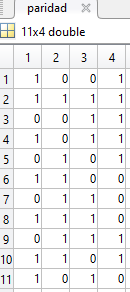 paridad
11x4 double
1 2 3 4
1 1 0 0 1
2 1 1 1 1
3 0 0 1 1
4 1 0 1 1
5 0 1 0 1
6 1 1 0 0
7 0 1 1 0
8 1 1 1 0
9 0 1 1 1
10 1 1 0 1
11 1 0 1 0